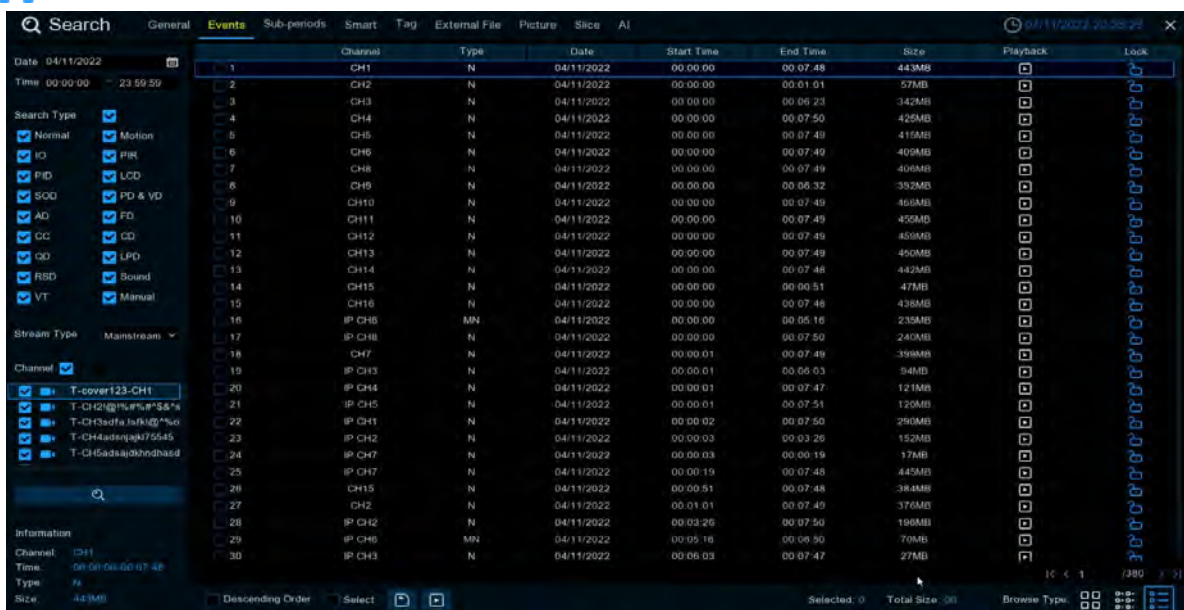 Search General Events Sub-periods Smart Tag External File Picture Slice AI
Channel Type Date Start Time End Time Size Playback Lock
Date 04/11/2022
Time 00:00:00 - 23:59:59
Search Type
Normal Motion
IO PIR
PID LCD
SOD PD & VD
AD FD
CC CD
QD LPD
RSD Sound
VT Manual
Stream Type Mainstream
Channel
T-cover123-CH1
Information
Channel: CH1
Time: 00:00:00-00:07:48
Type: N
Size: 443MB
1 CH1 N 04/11/2022 00:00:00 00:07:48 443MB
2 CH2 N 04/11/2022 00:00:00 00:01:01 57MB
3 CH3 N 04/11/2022 00:00:00 00:06:23 342MB
4 CH4 N 04/11/2022 00:00:00 00:07:50 425MB
5 CH5 N 04/11/2022 00:00:00 00:07:49 415MB
6 CH6 N 04/11/2022 00:00:00 00:07:49 409MB
7 CH8 N 04/11/2022 00:00:00 00:07:49 406MB
8 CH9 N 04/11/2022 00:00:00 00:06:32 392MB
9 CH10 N 04/11/2022 00:00:00 00:07:49
10 CH11 N 04/11/2022 00:00:00 00:07:49 455MB
11 CH12 N 04/11/2022 00:00:00 00:07:49 459MB
12 CH13 N 04/11/2022 00:00:00 00:07:49 450MB
13 CH14 N 04/11/2022 00:00:00 00:07:48 442MB
14 CH15 N 04/11/2022 00:00:00 00:00:51 47MB
15 CH16 N 04/11/2022 00:00:00 00:07:46 438MB
16 IP CH6 MN 04/11/2022 00:00:00 00:05:16 235MB
17 IP CH8 N 04/11/2022 00:00:00 00:07:50 240MB
18 CH7 N 04/11/2022 00:00:01 00:07:49 399MB
19 IP CH3 N 04/11/2022 00:00:01 00:06:03 94MB
20 IP CH4 N 04/11/2022 00:00:01 00:07:47 121MB
21 IP CH5 N 04/11/2022 00:00:01 00:07:51 120MB
22 IP CH1 N 04/11/2022 00:00:02 00:07:50 290MB
23 IP CH2 N 04/11/2022 00:00:03 00:03:26 152MB
24 IP CH7 N 04/11/2022 00:00:03 00:00:19 17MB
25 IP CH7 N 04/11/2022 00:00:19 00:07:48 445MB
26 CH15 N 04/11/2022 00:00:51 00:07:48 384MB
27 CH2 N 04/11/2022 00:01:01 00:07:49 376MB
28 IP CH2 N 04/11/2022 00:03:26 00:07:50 196MB
29 IP CH6 MN 04/11/2022 00:05:16 00:06:50 70MB
30 IP CH3 N 04/11/2022 00:06:03 00:07:47 27MB
1 /380
Descending Order Select Selected: 0 Total Size: Browse Type: